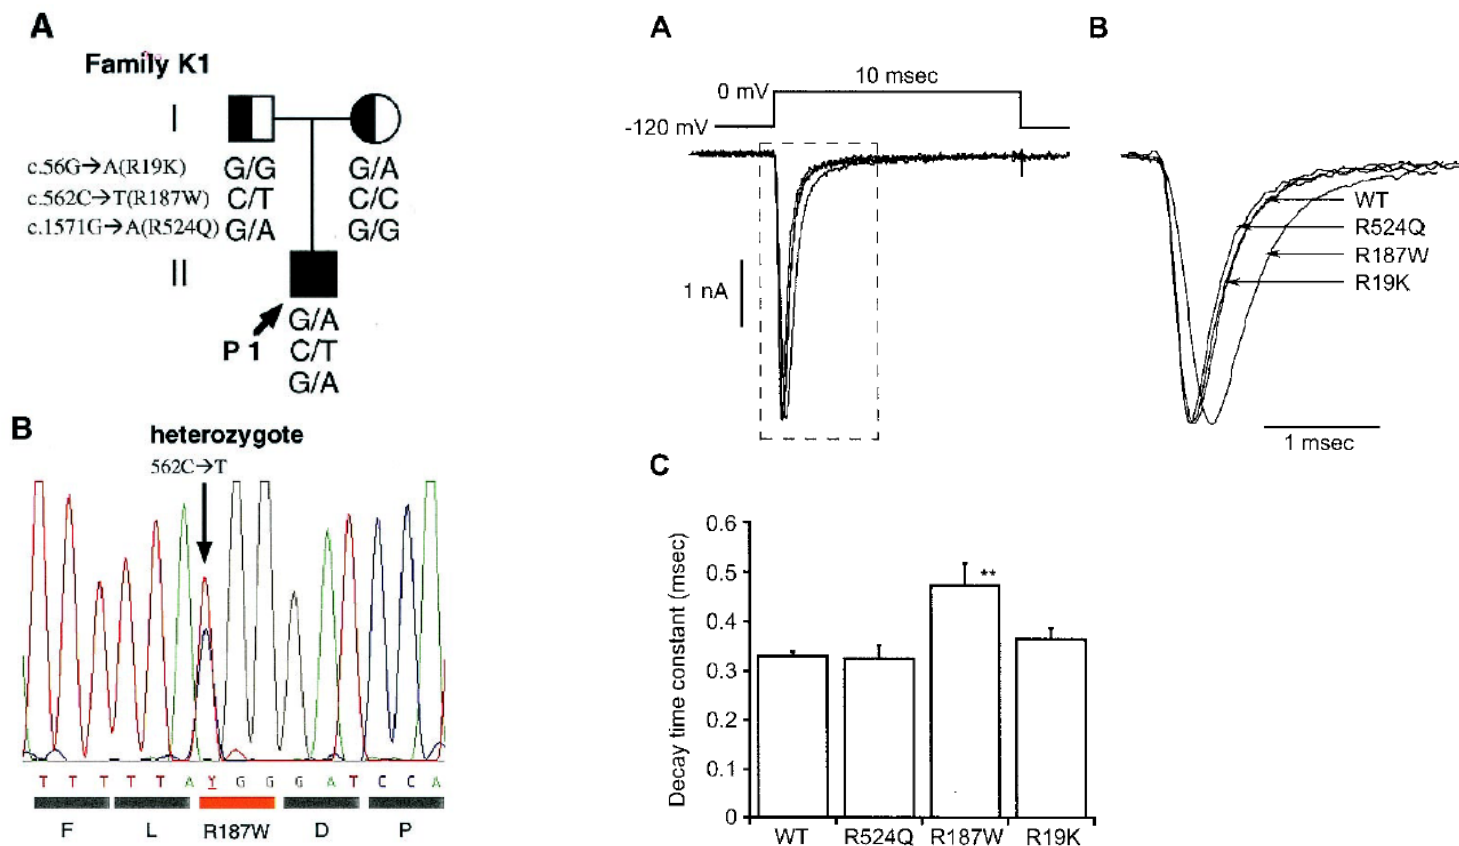 A
Family K1
I
c.56G→A(R19K) G/G G/A
c.562C→T(R187W) C/T C/C
c.1571G→A(R524Q) G/A G/G
II
G/A
P 1 C/T
G/A
B
heterozygote
562C→T
T T T T T A Y G G G A T C C A
F L R187W D P
A
10 msec
0 mV
-120 mV
1 nA
B
WT
R524Q
R187W
R19K
1 msec
C
Decay time constant (msec)
0.6
0.5
0.4
0.3
0.2
0.1
0
**
WT R524Q R187W R19K